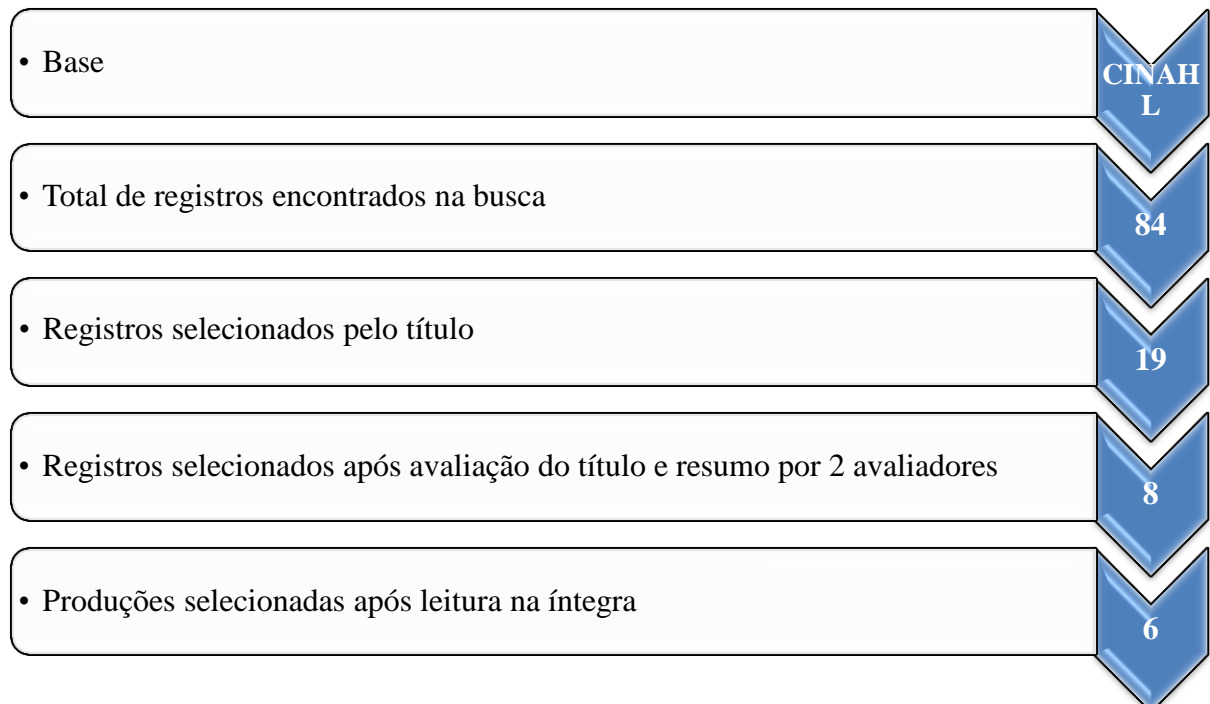 • Base
CINAH
L
• Total de registros encontrados na busca
84
• Registros selecionados pelo título
19
• Registros selecionados após avaliação do título e resumo por 2 avaliadores
8
• Produções selecionadas após leitura na íntegra
6